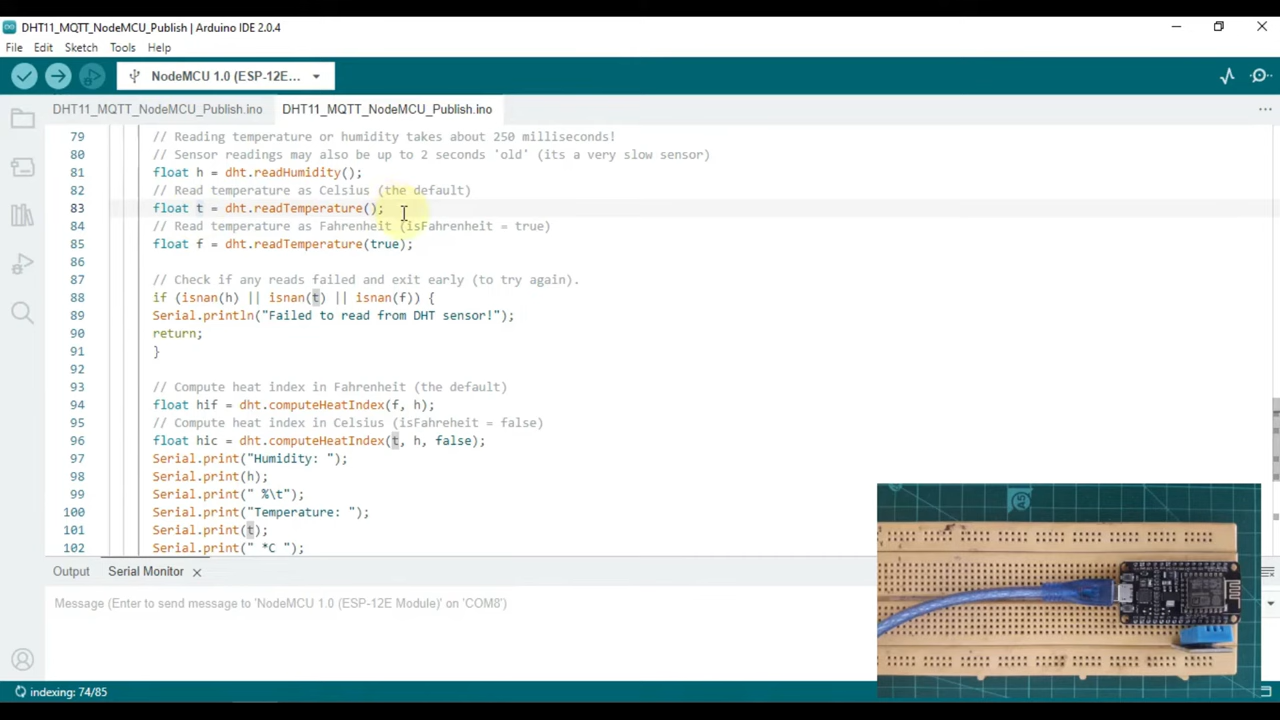 DHT11_MQTT_NodeMCU_Publish | Arduino IDE 2.0.4
File Edit Sketch Tools Help
NodeMCU 1.0 (ESP-12E...
DHT11_MQTT_NodeMCU_Publish.ino DHT11_MQTT_NodeMCU_Publish.ino
79 // Reading temperature or humidity takes about 250 milliseconds!
80 // Sensor readings may also be up to 2 seconds 'old' (its a very slow sensor)
81 float h = dht.readHumidity();
82 // Read temperature as Celsius (the default)
83 float t = dht.readTemperature();
84 // Read temperature as Fahrenheit (isFahrenheit = true)
85 float f = dht.readTemperature(true);
86
87 // Check if any reads failed and exit early (to try again).
88 if (isnan(h) || isnan(t) || isnan(f)) {
89 Serial.println("Failed to read from DHT sensor!");
90 return;
91 }
92
93 // Compute heat index in Fahrenheit (the default)
94 float hif = dht.computeHeatIndex(f, h);
95 // Compute heat index in Celsius (isFahreheit = false)
96 float hic = dht.computeHeatIndex(t, h, false);
97 Serial.print("Humidity: ");
98 Serial.print(h);
99 Serial.print(" %\t");
100 Serial.print("Temperature: ");
101 Serial.print(t);
102 Serial.print(" *C ");
Output Serial Monitor
Message (Enter to send message to 'NodeMCU 1.0 (ESP-12E Module)' on 'COM8')
A5
indexing: 74/85